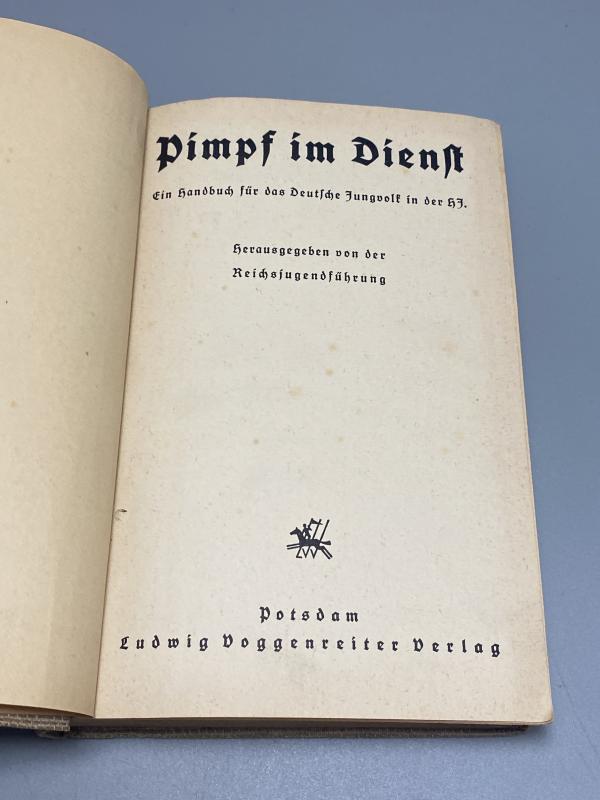 Pimpf im Dienst
Ein Handbuch für das Deutsche Jungvolk in der HJ.
Herausgegeben von der
Reichsjugendführung
Potsdam
Ludwig Voggenreiter Verlag